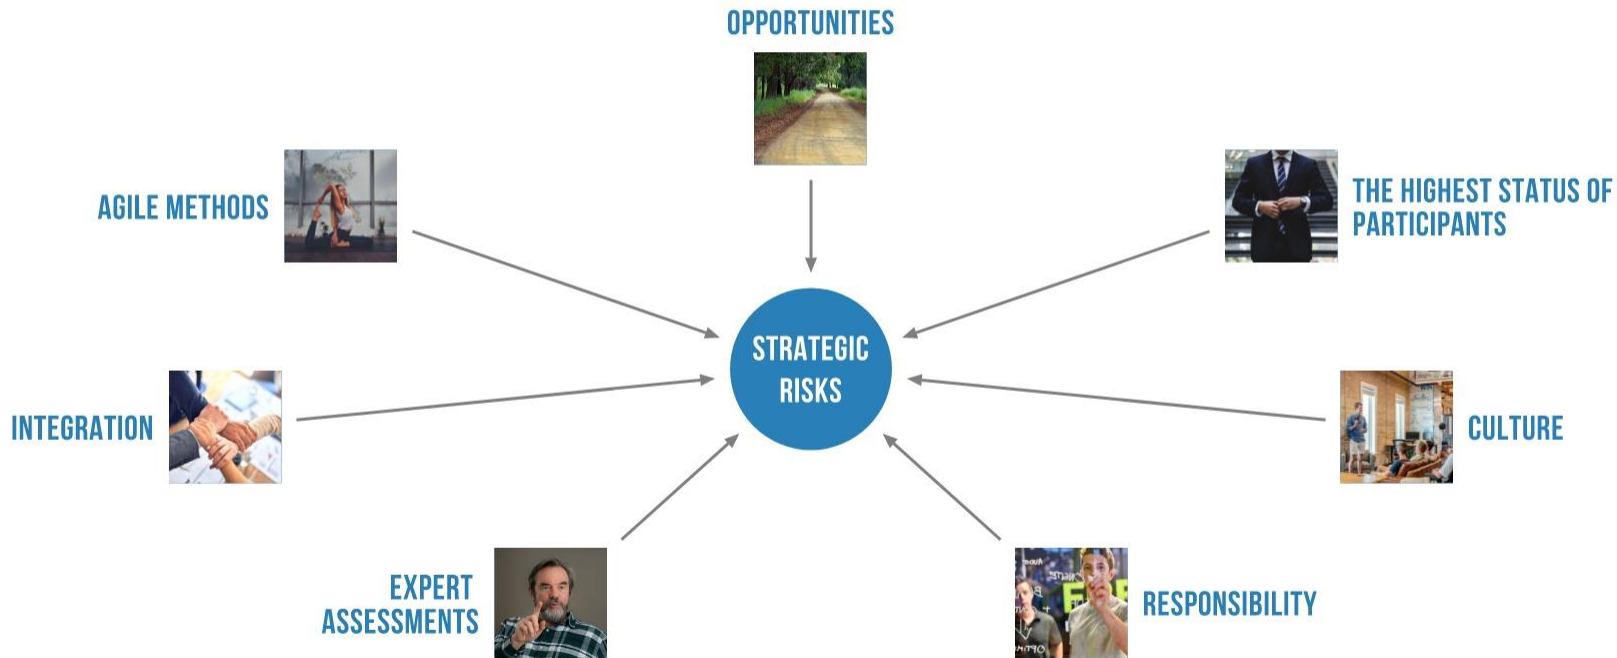 OPPORTUNITIES
AGILE METHODS
THE HIGHEST STATUS OF
PARTICIPANTS
STRATEGIC
RISKS
INTEGRATION
CULTURE
EXPERT
ASSESSMENTS
RESPONSIBILITY